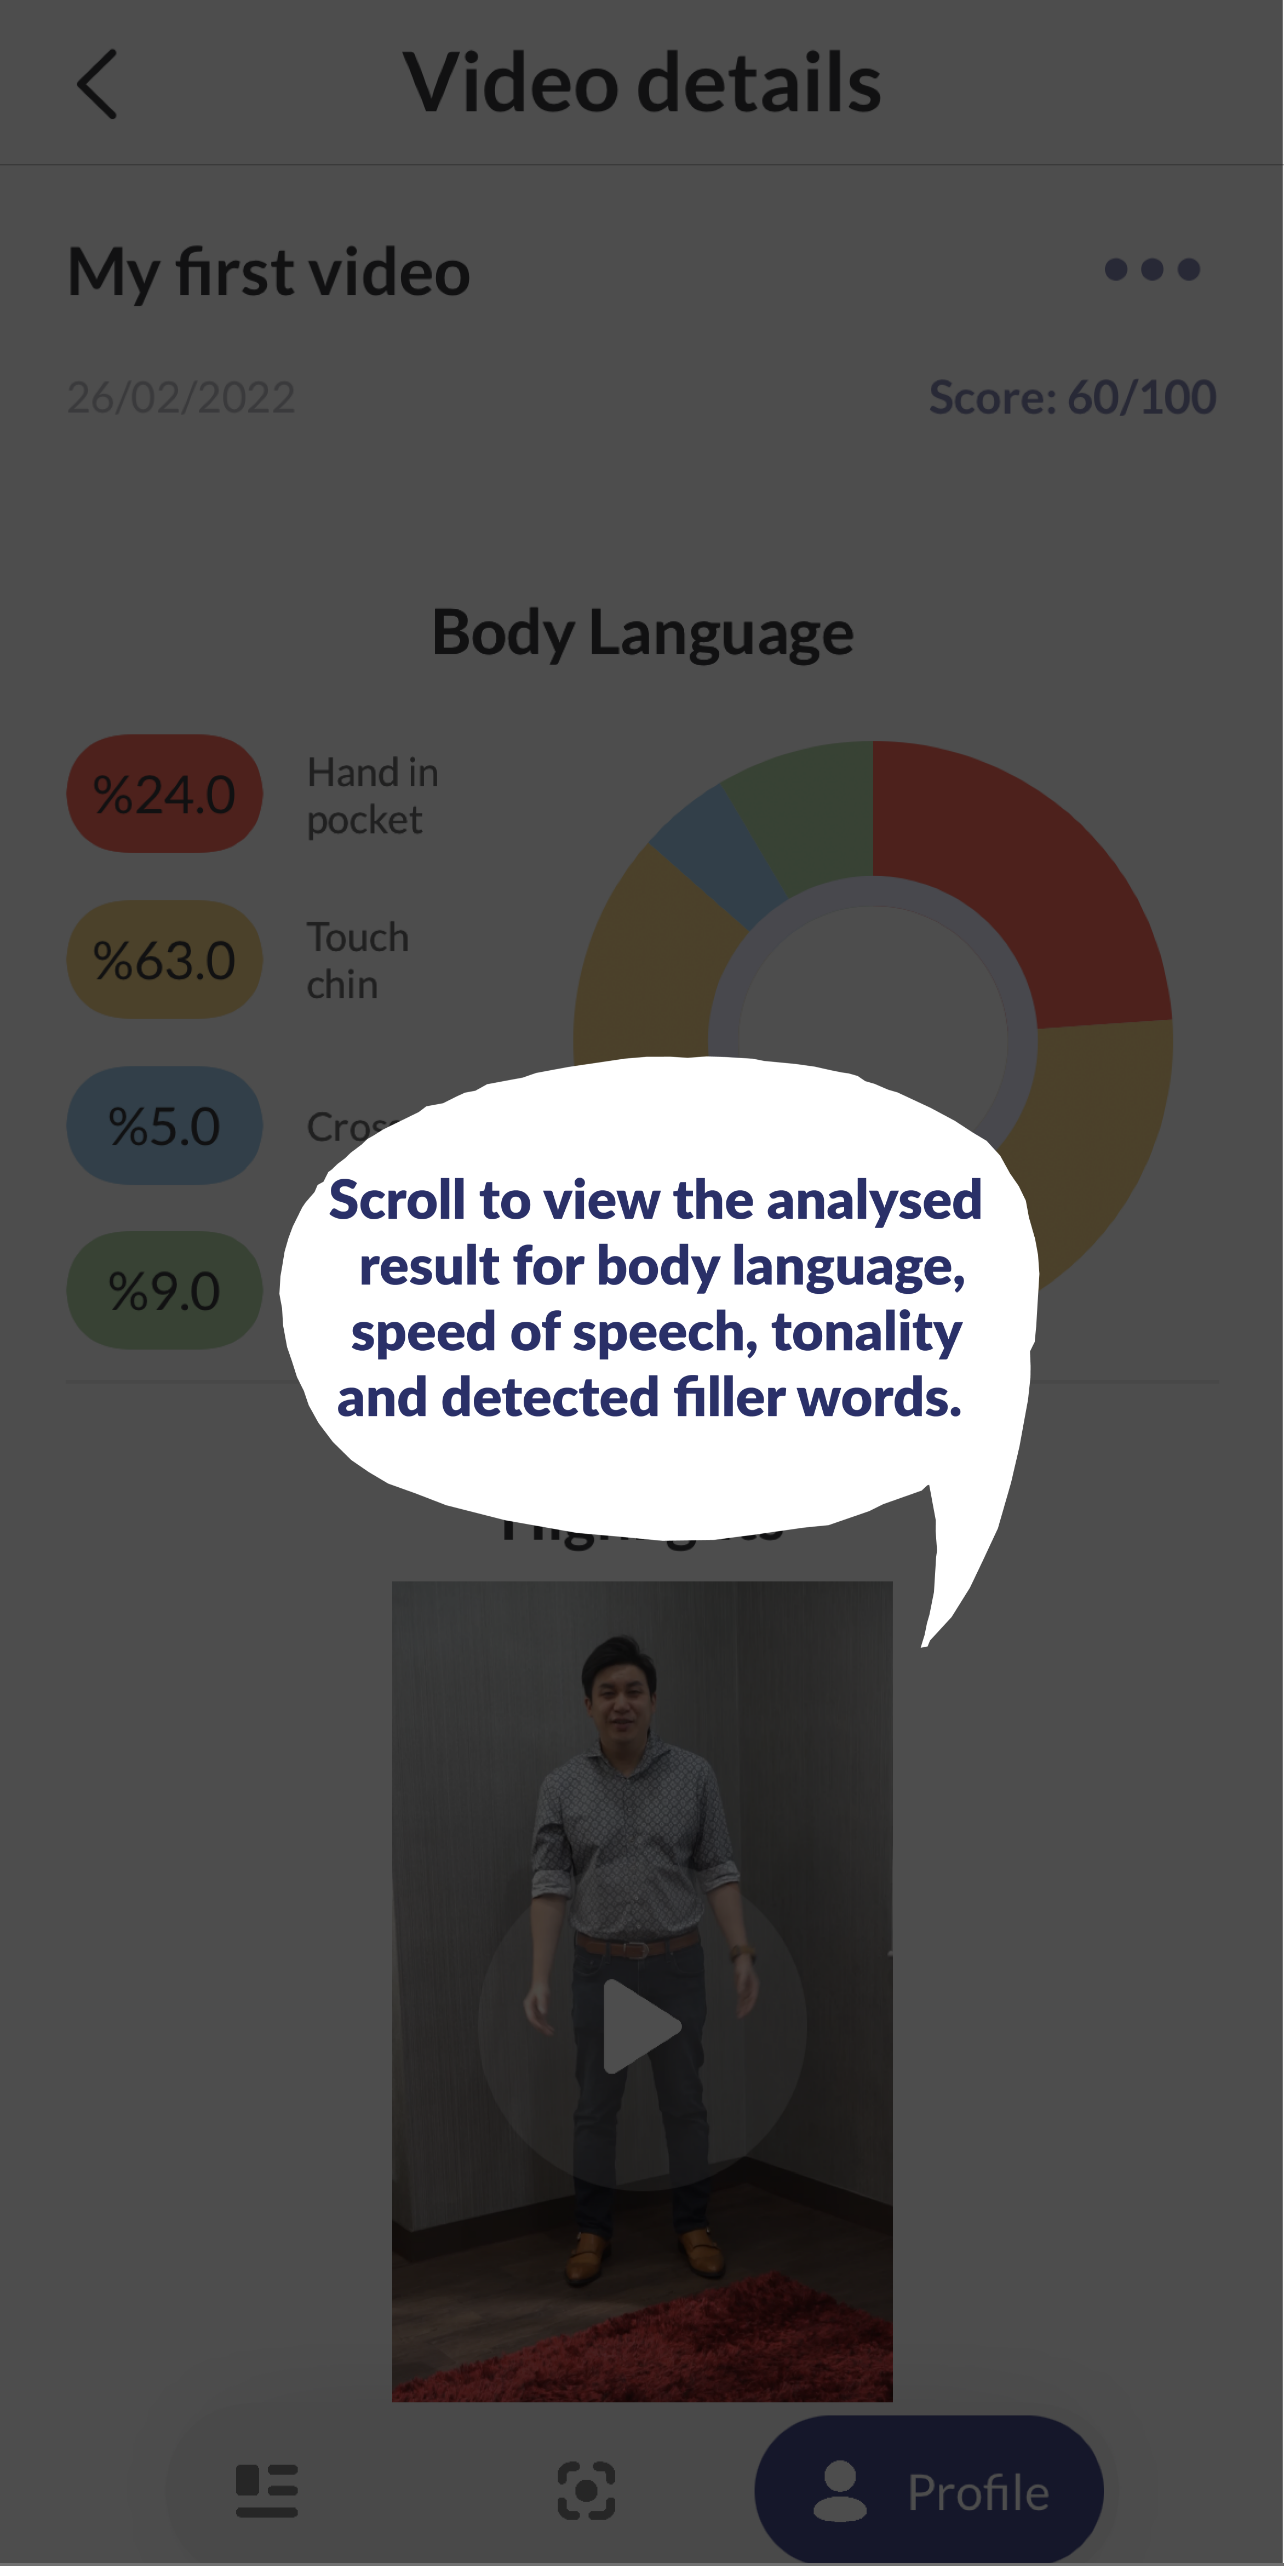 Video details
My first video
26/02/2022
Score: 60/100
Body Language
%24.0
Hand in
pocket
%63.0
Touch
chin
%5.0
%9.0
Scroll to view the analysed
result for body language,
speed of speech, tonality
and detected filler words.
Profile